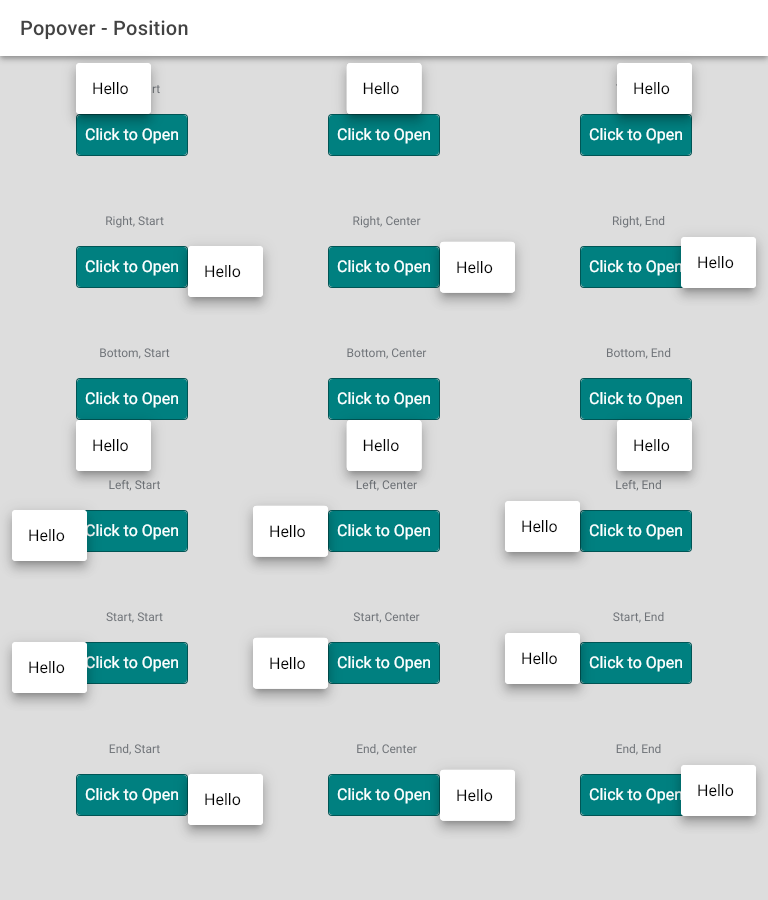 Popover - Position
Hello Hello Hello
Click to Open Click to Open Click to Open
Right, Start Right, Center Right, End
Click to Open Click to Open Click to Open
Hello Hello Hello
Bottom, Start Bottom, Center Bottom, End
Click to Open Click to Open Click to Open
Hello Hello Hello
Left, Start Left, Center Left, End
Click to Open Click to Open Click to Open
Hello Hello Hello
Start, Start Start, Center Start, End
Click to Open Click to Open Click to Open
Hello Hello Hello
End, Start End, Center End, End
Click to Open Click to Open Click to Open
Hello Hello Hello